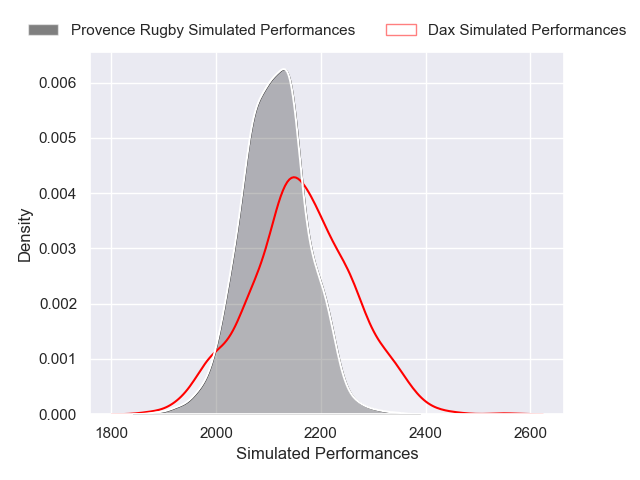 Provence Rugby Simulated Performances Dax Simulated Performances
0.006
0.005
0.004
0.003
0.002
0.001
0.000
Density
1800 2000 2200 2400 2600
Simulated Performances